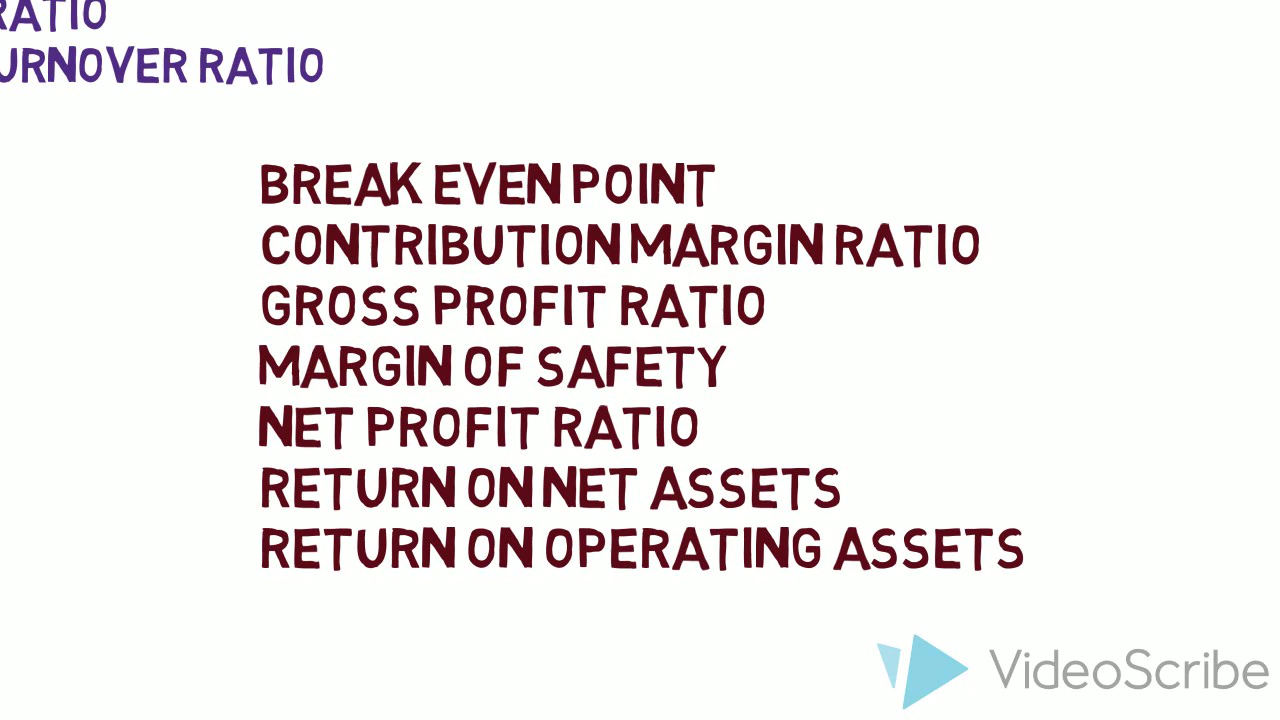 RATIO
URNOVER RATIO
BREAK EVEN POINT
CONTRIBUTION MARGIN RATIO
GROSS PROFIT RATIO
MARGIN OF SAFETY
NET PROFIT RATIO
RETURN ON NET ASSETS
RETURN ON OPERATING ASSETS
VideoScribe